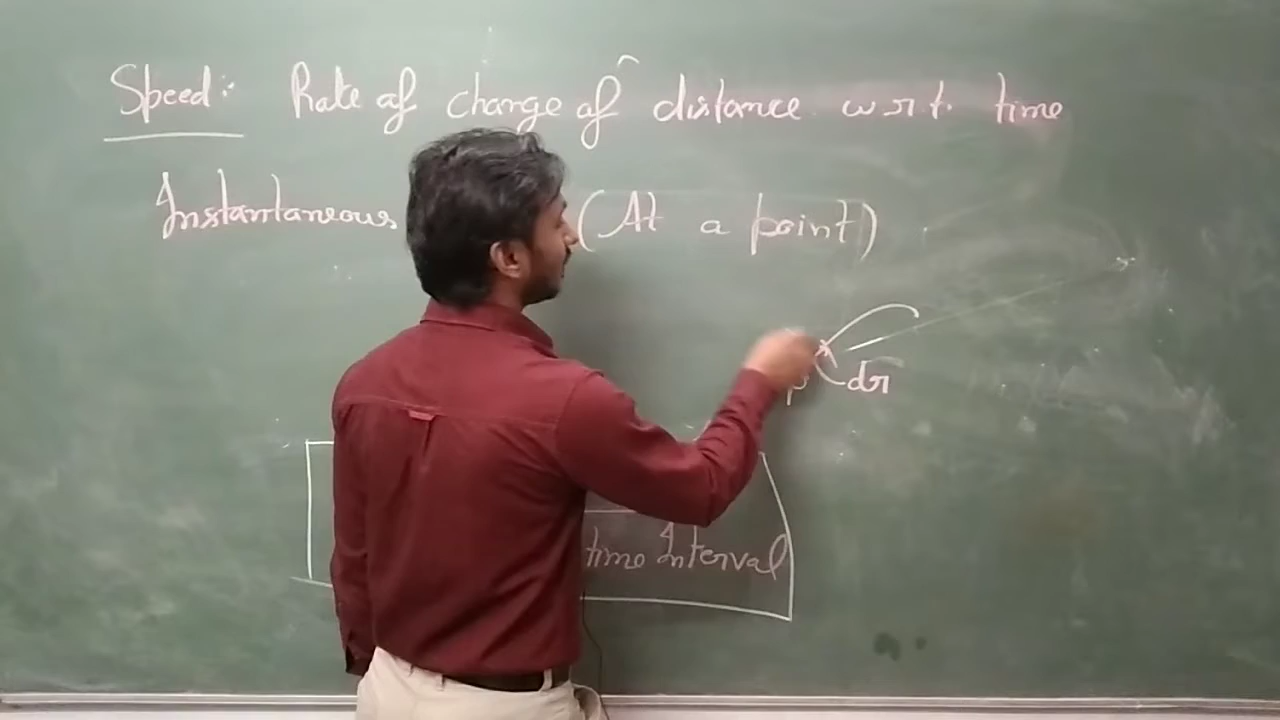 Speed:- Rate of change of distance w.r.t. time
Instantaneous (At a point)
P dr
time Interval